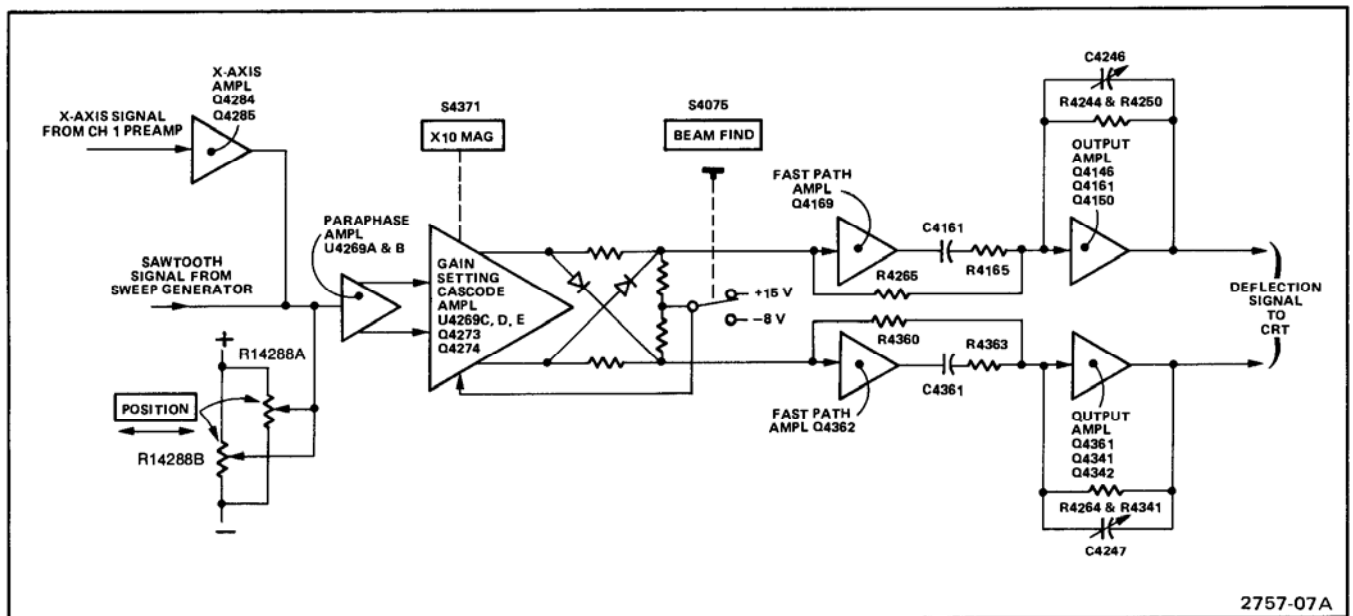 X-AXIS
AMPL
Q4284
Q4285
X-AXIS SIGNAL
FROM CH 1 PREAMP
SAWTOOTH
SIGNAL FROM
SWEEP GENERATOR
+
R14288A
POSITION
R14288B
−
PARAPHASE
AMPL
U4269A & B
S4371
X10 MAG
GAIN
SETTING
CASCODE
AMPL
U4269C, D, E
Q4273
Q4274
S4075
BEAM FIND
+15 V
−8 V
FAST PATH
AMPL
Q4169
C4161
R4165
R4265
C4246
R4244 & R4250
OUTPUT
AMPL
Q4146
Q4161
Q4150
DEFLECTION
SIGNAL
TO
CRT
R4360
R4363
C4361
FAST PATH
AMPL Q4362
QUTPUT
AMPL
Q4361
Q4341
Q4342
R4264 & R4341
C4247
2757-07A